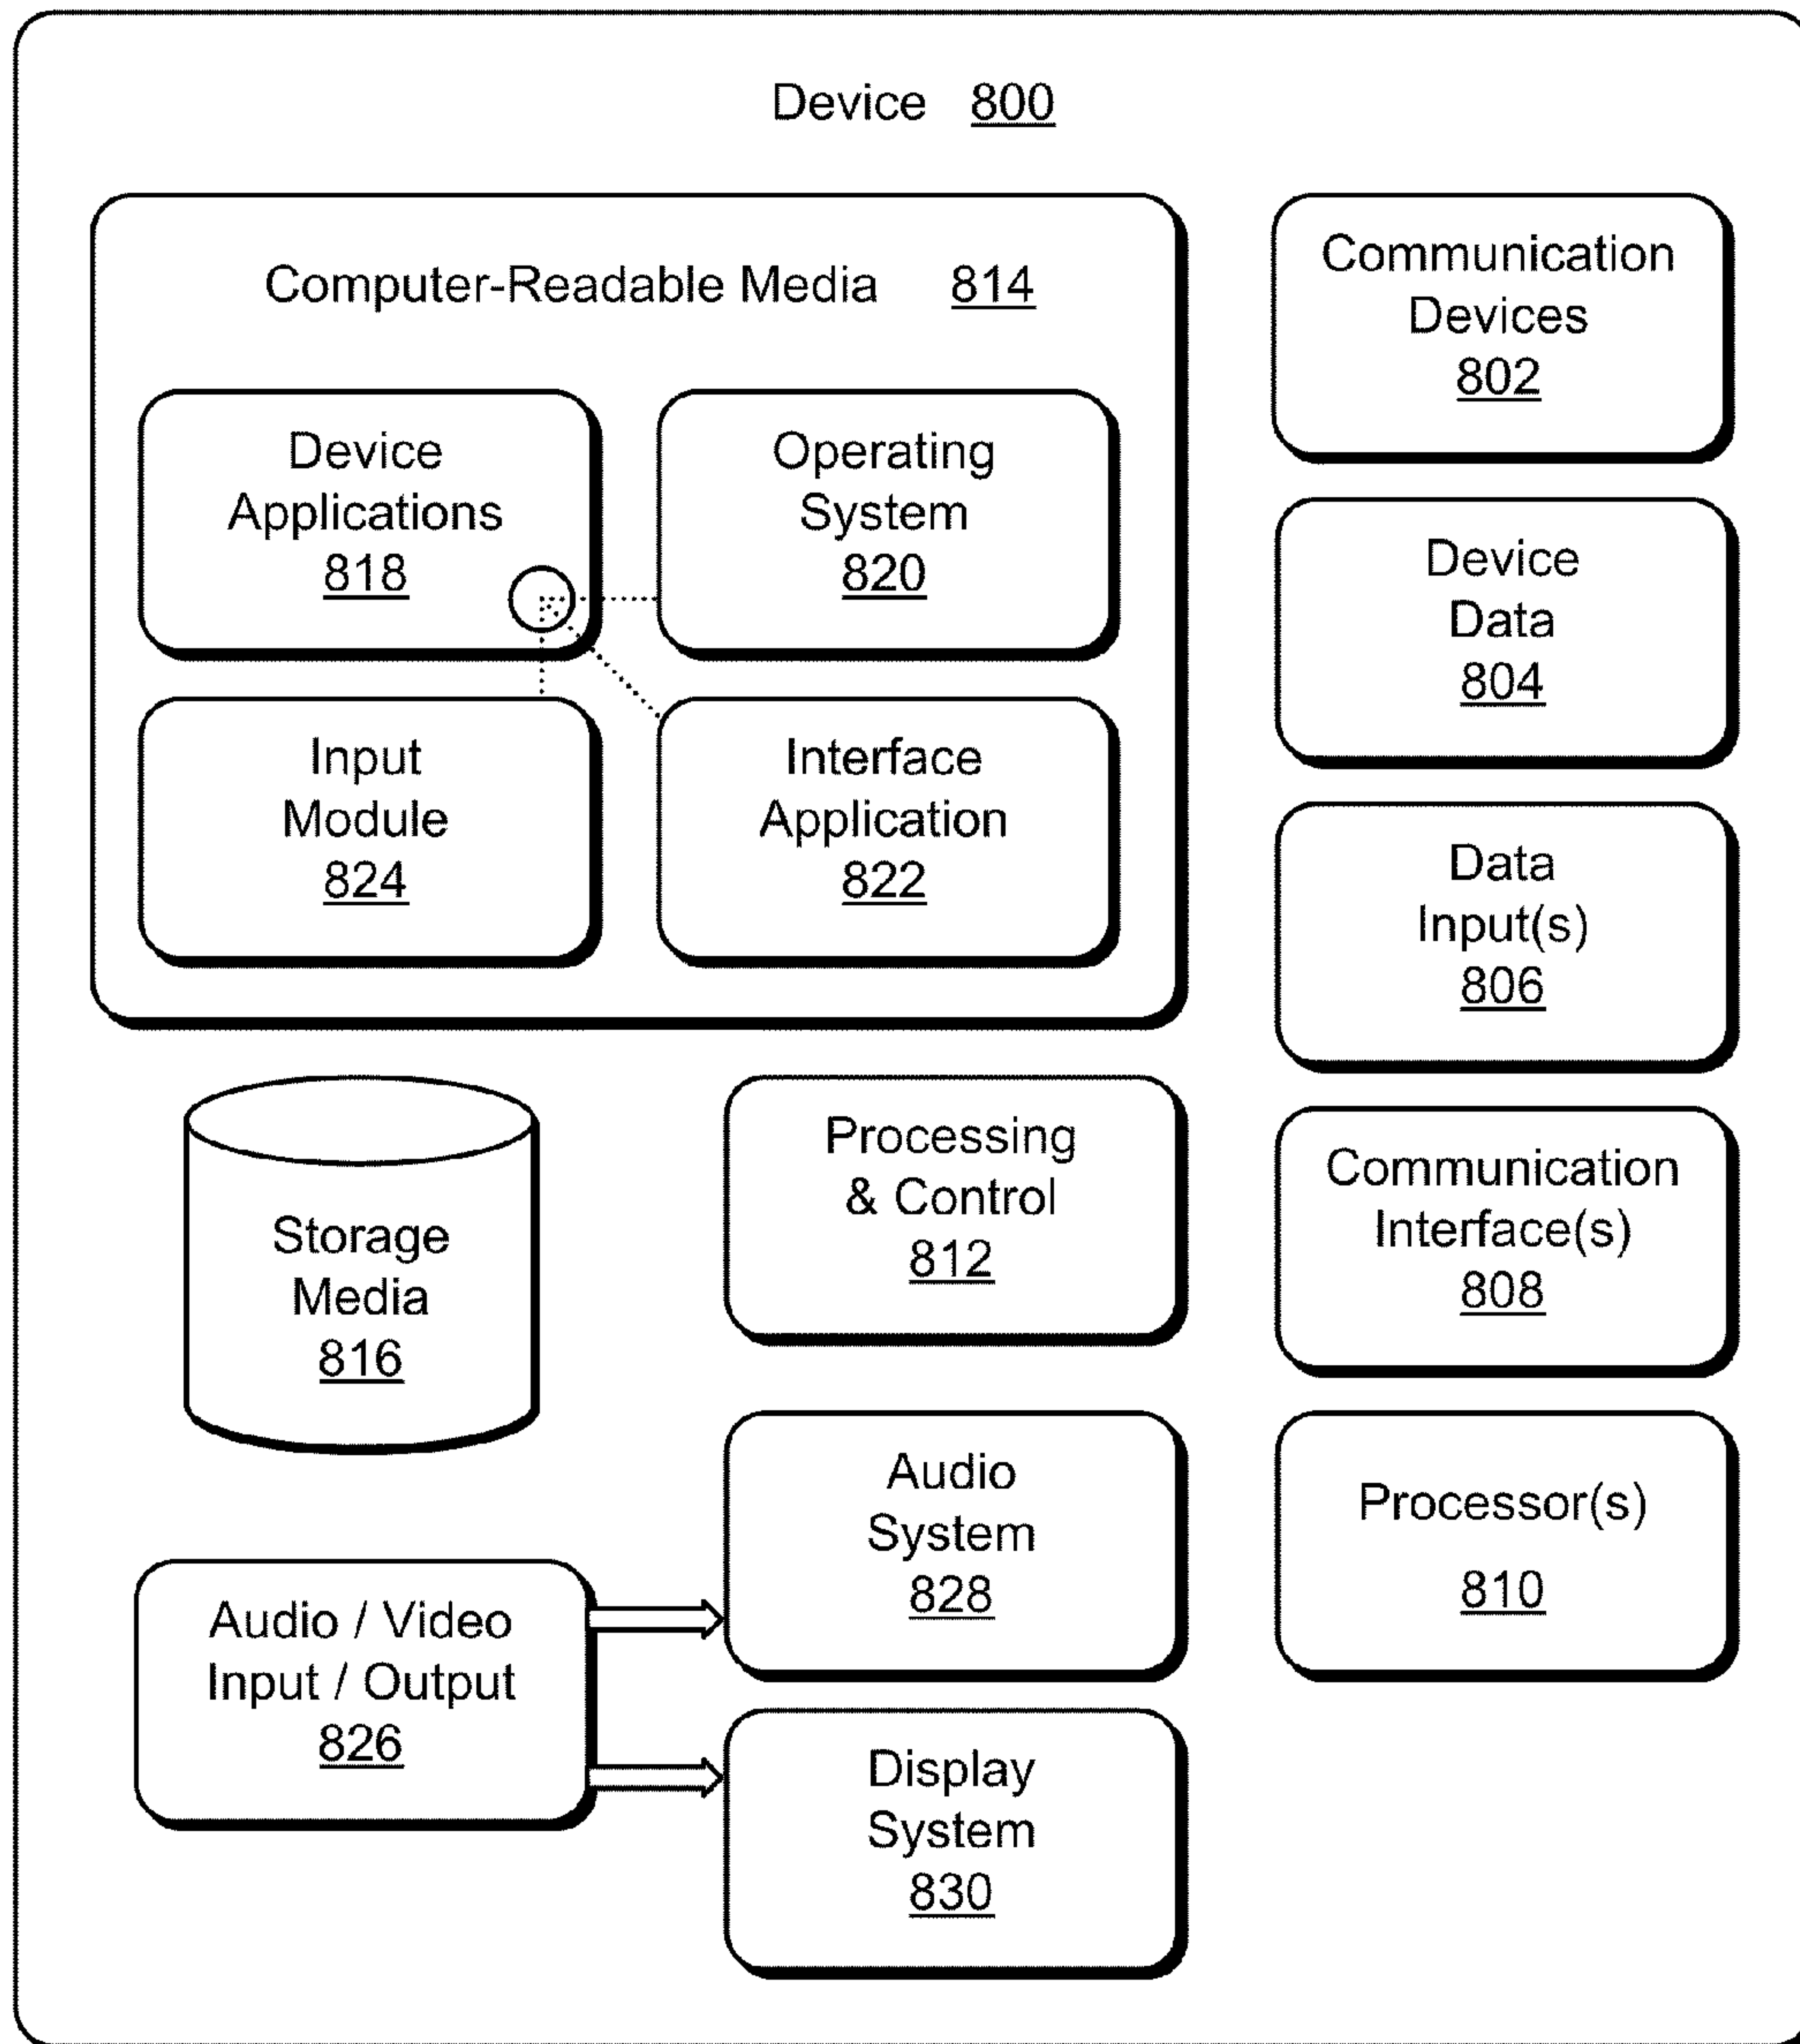 Device 800
Computer-Readable Media 814
Device
Applications
818
Operating
System
820
Input
Module
824
Interface
Application
822
Communication
Devices
802
Device
Data
804
Data
Input(s)
806
Communication
Interface(s)
808
Processor(s)
810
Storage
Media
816
Processing
& Control
812
Audio / Video
Input / Output
826
Audio
System
828
Display
System
830